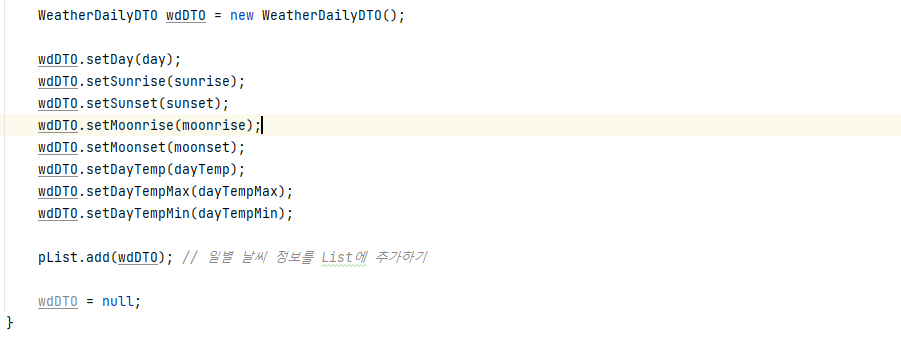 WeatherDailyDTO wdDTO = new WeatherDailyDTO();
wdDTO.setDay(day);
wdDTO.setSunrise(sunrise);
wdDTO.setSunset(sunset);
wdDTO.setMoonrise(moonrise);
wdDTO.setMoonset(moonset);
wdDTO.setDayTemp(dayTemp);
wdDTO.setDayTempMax(dayTempMax);
wdDTO.setDayTempMin(dayTempMin);
pList.add(wdDTO); // 일별 날씨 정보를 List에 추가하기
wdDTO = null;
}